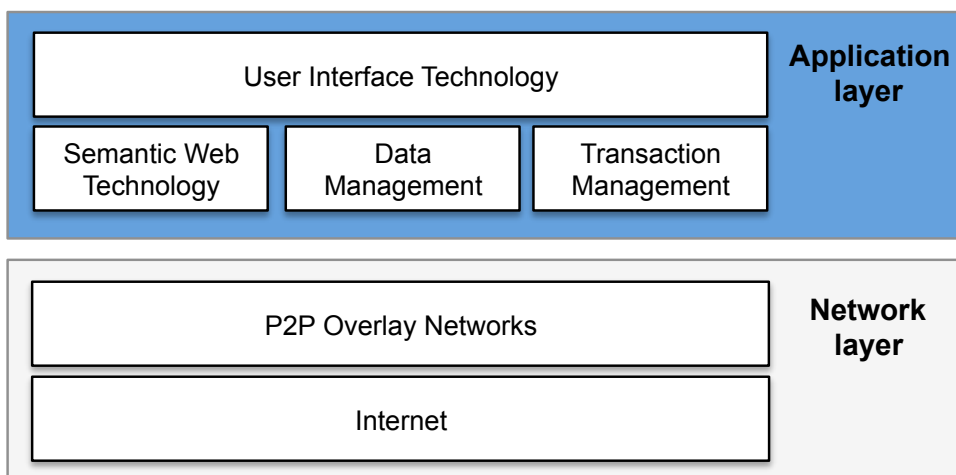 User Interface Technology
Application
layer
Semantic Web
Technology
Data
Management
Transaction
Management
P2P Overlay Networks
Network
layer
Internet